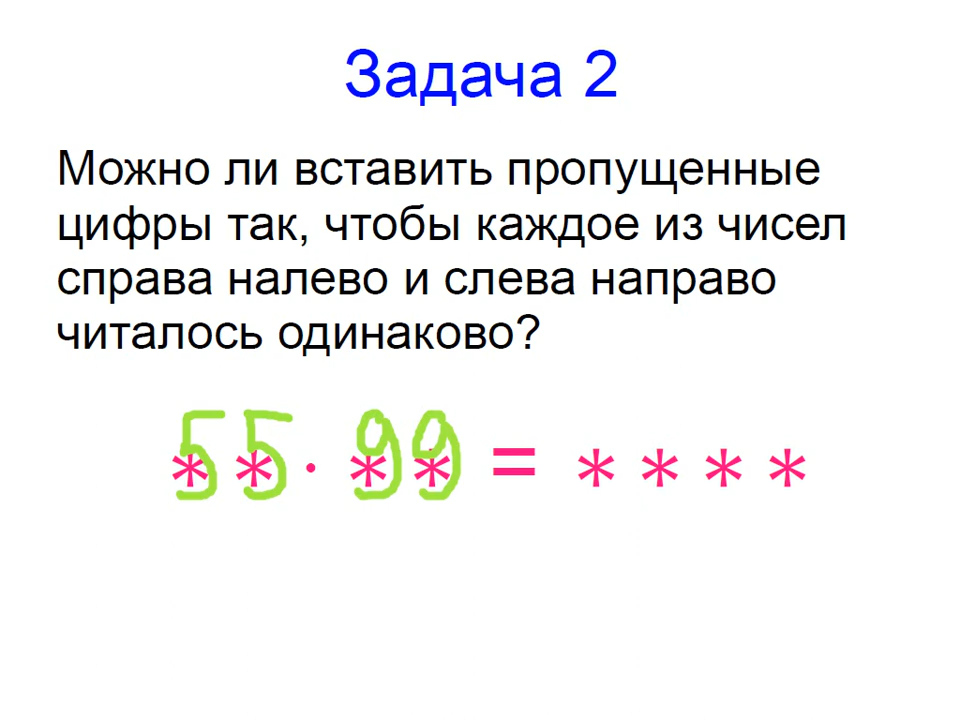 Задача 2
Можно ли вставить пропущенные
цифры так, чтобы каждое из чисел
справа налево и слева направо
читалось одинаково?
55 · 99 = * * * *